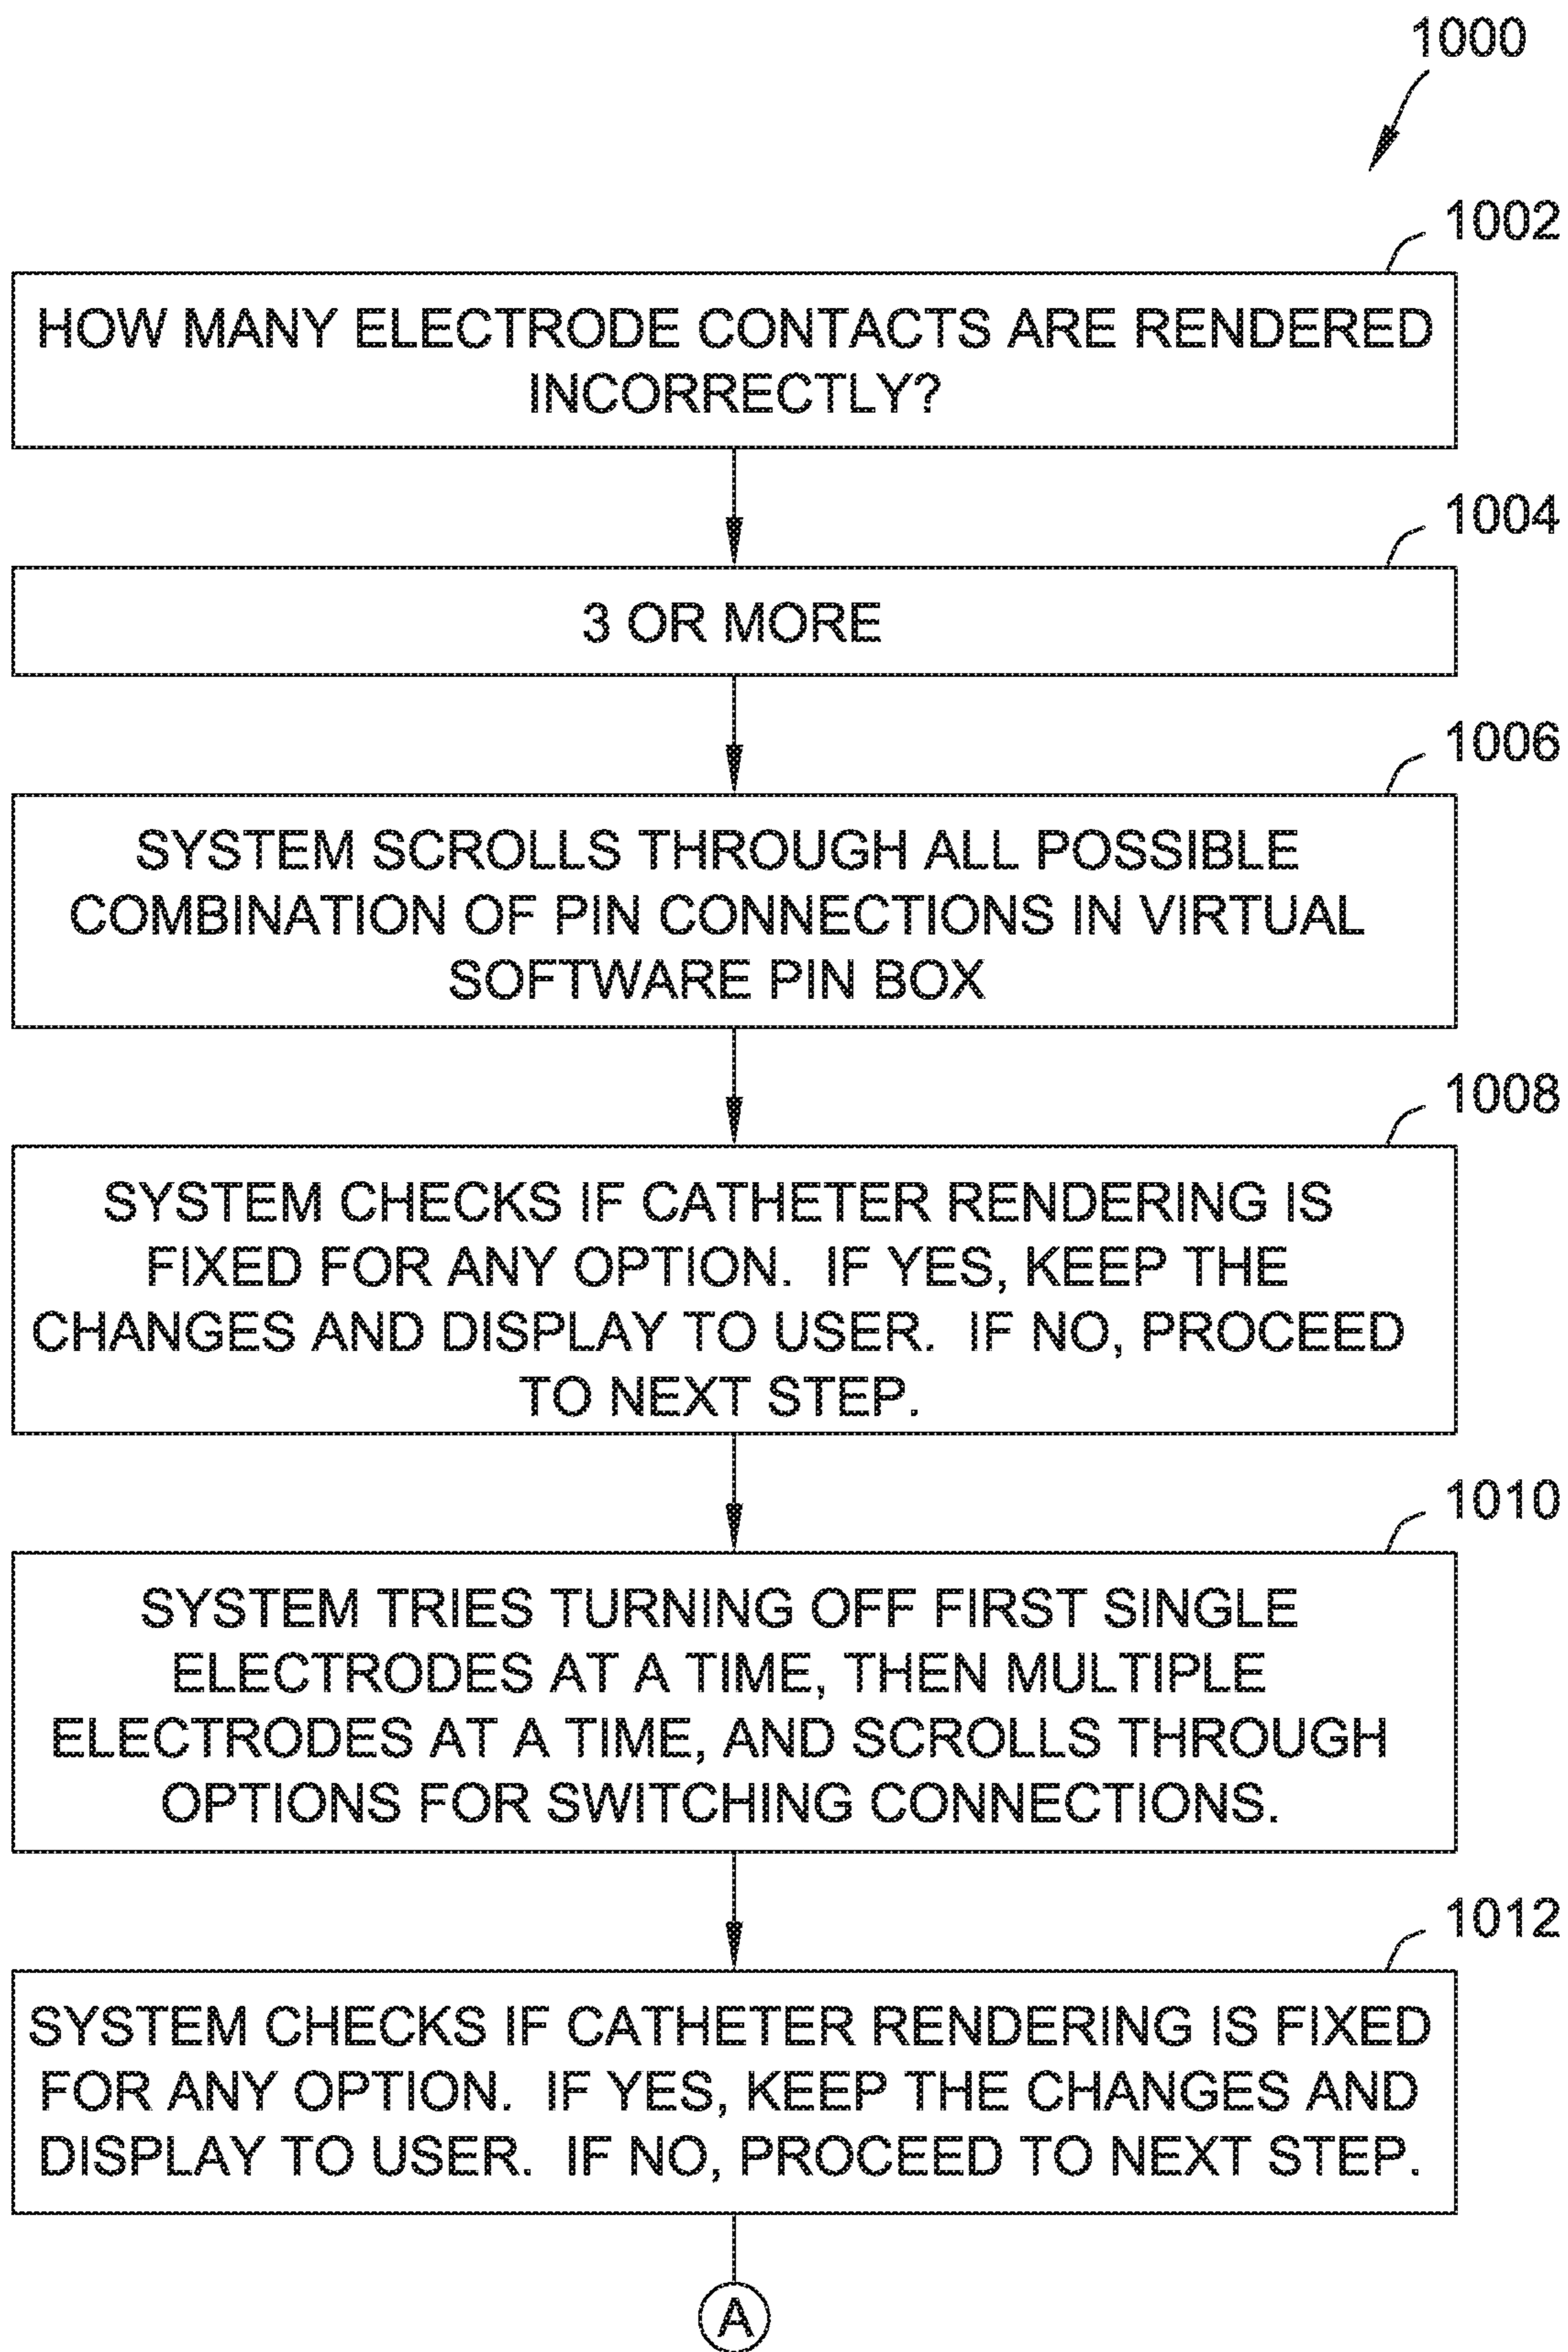 1000
1002
HOW MANY ELECTRODE CONTACTS ARE RENDERED
INCORRECTLY?
1004
3 OR MORE
1006
SYSTEM SCROLLS THROUGH ALL POSSIBLE
COMBINATION OF PIN CONNECTIONS IN VIRTUAL
SOFTWARE PIN BOX
1008
SYSTEM CHECKS IF CATHETER RENDERING IS
FIXED FOR ANY OPTION. IF YES, KEEP THE
CHANGES AND DISPLAY TO USER. IF NO, PROCEED
TO NEXT STEP.
1010
SYSTEM TRIES TURNING OFF FIRST SINGLE
ELECTRODES AT A TIME, THEN MULTIPLE
ELECTRODES AT A TIME, AND SCROLLS THROUGH
OPTIONS FOR SWITCHING CONNECTIONS.
1012
SYSTEM CHECKS IF CATHETER RENDERING IS FIXED
FOR ANY OPTION. IF YES, KEEP THE CHANGES AND
DISPLAY TO USER. IF NO, PROCEED TO NEXT STEP.
A